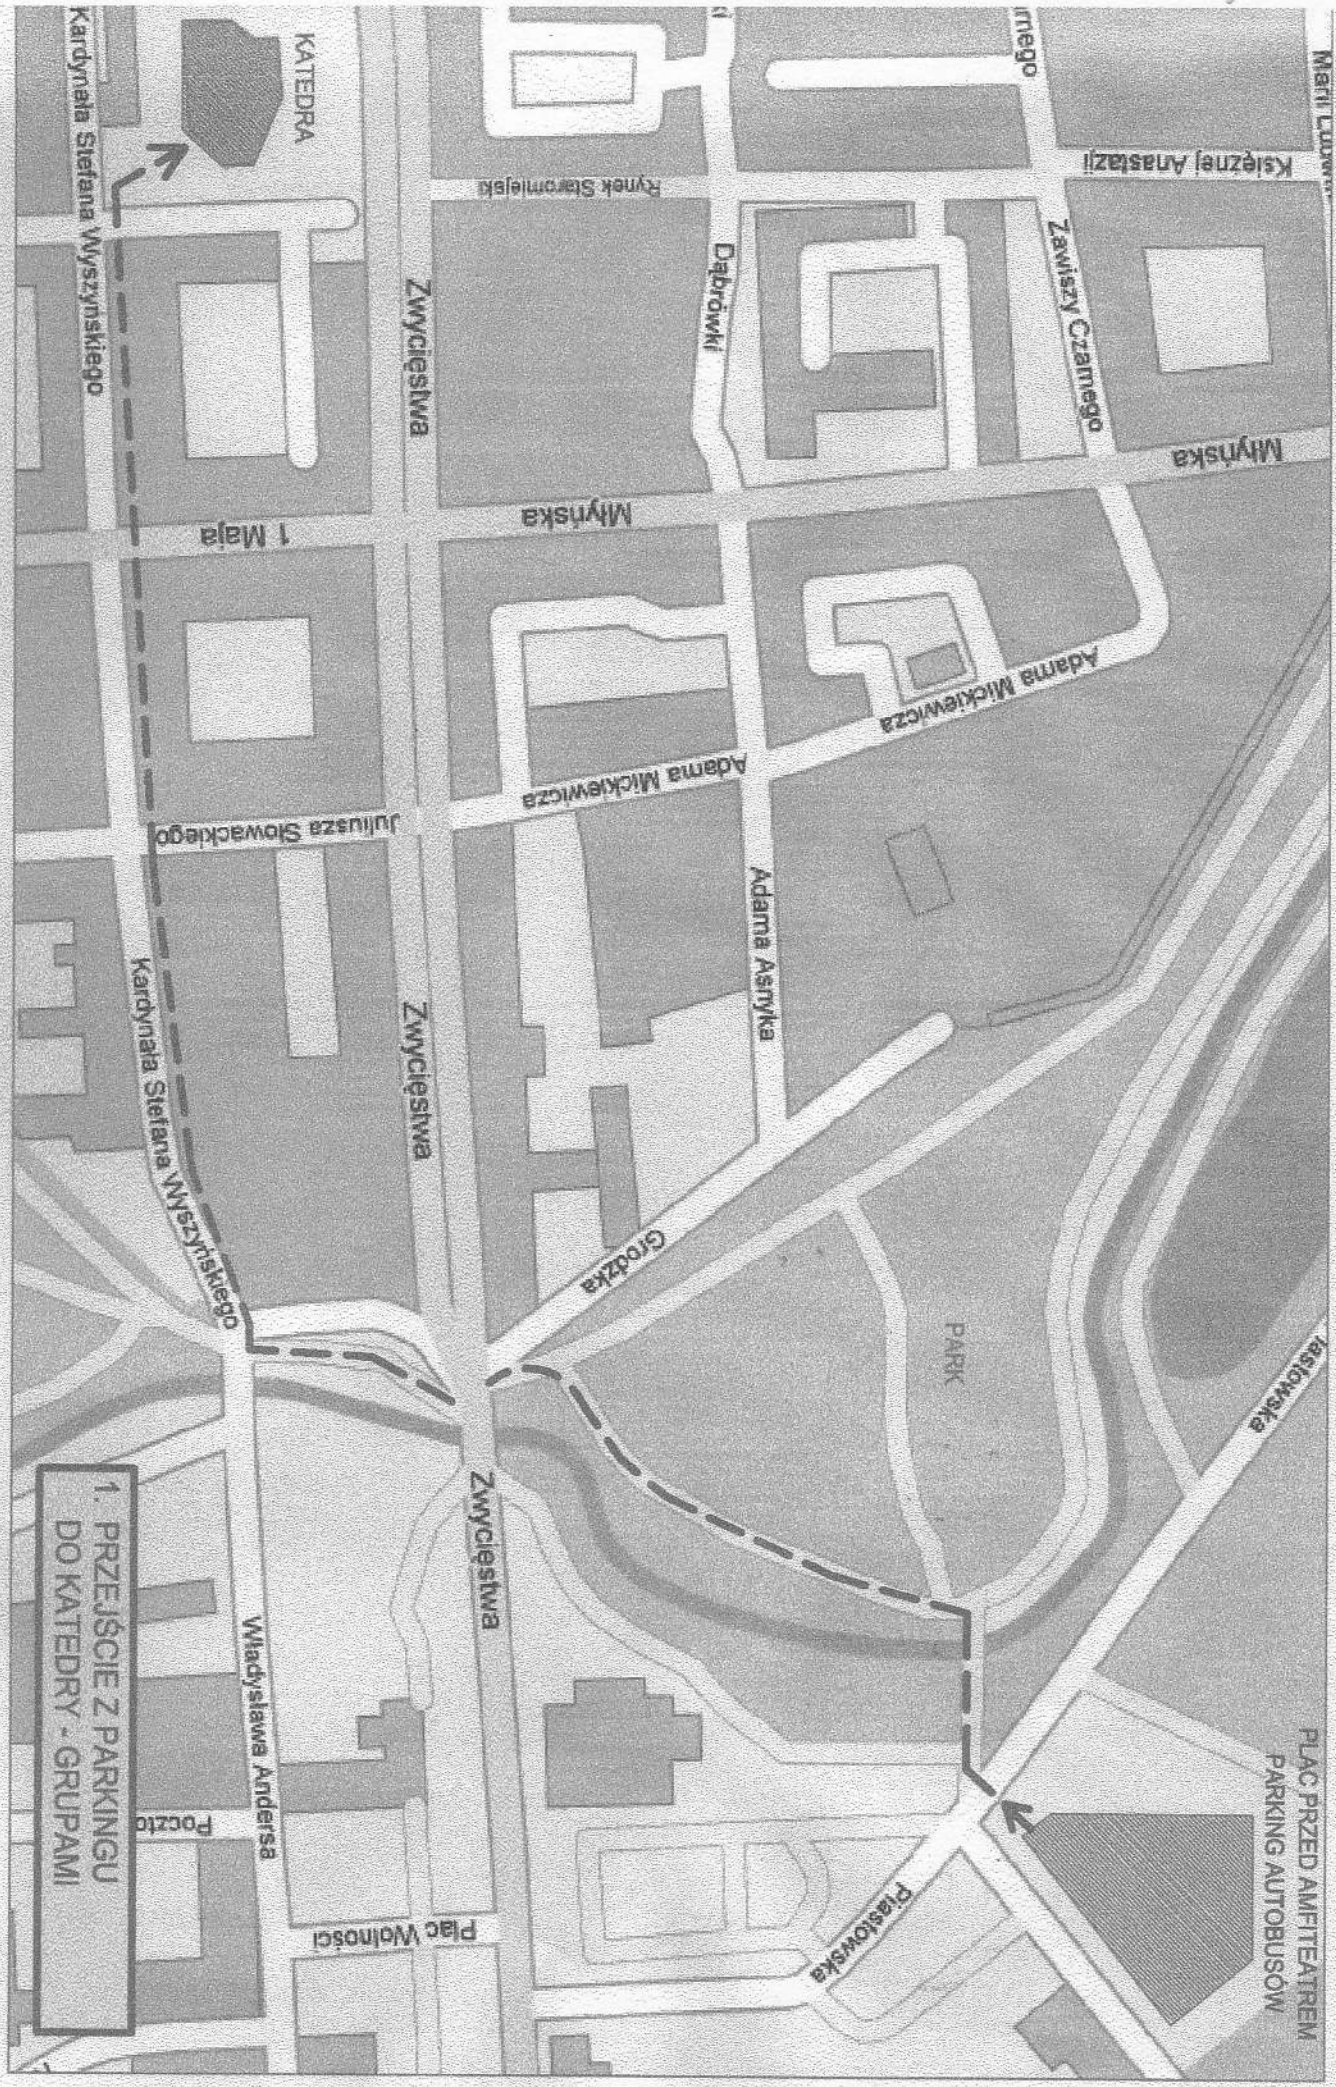 KATEDRA
Kardynała Stefana Wyszyńskiego
Zwycięstwa
Rynek Staromiejski
Dąbrówki
Księżnej Anastazji
Zawiszy Czarnego
Młyńska
Młyńska
1 Maja
Juliusza Słowackiego
Adama Mickiewicza
Adama Mickiewicza
Adama Asnyka
Zwycięstwa
Kardynała Stefana Wyszyńskiego
Grodzka
PARK
iastowska
Zwycięstwa
Władysława Andersa
Poczto
Plac Wolności
Piastowska
PLAC PRZED AMFITEATREM
PARKING AUTOBUSÓW
1. PRZEJŚCIE Z PARKINGU
DO KATEDRY - GRUPAMI